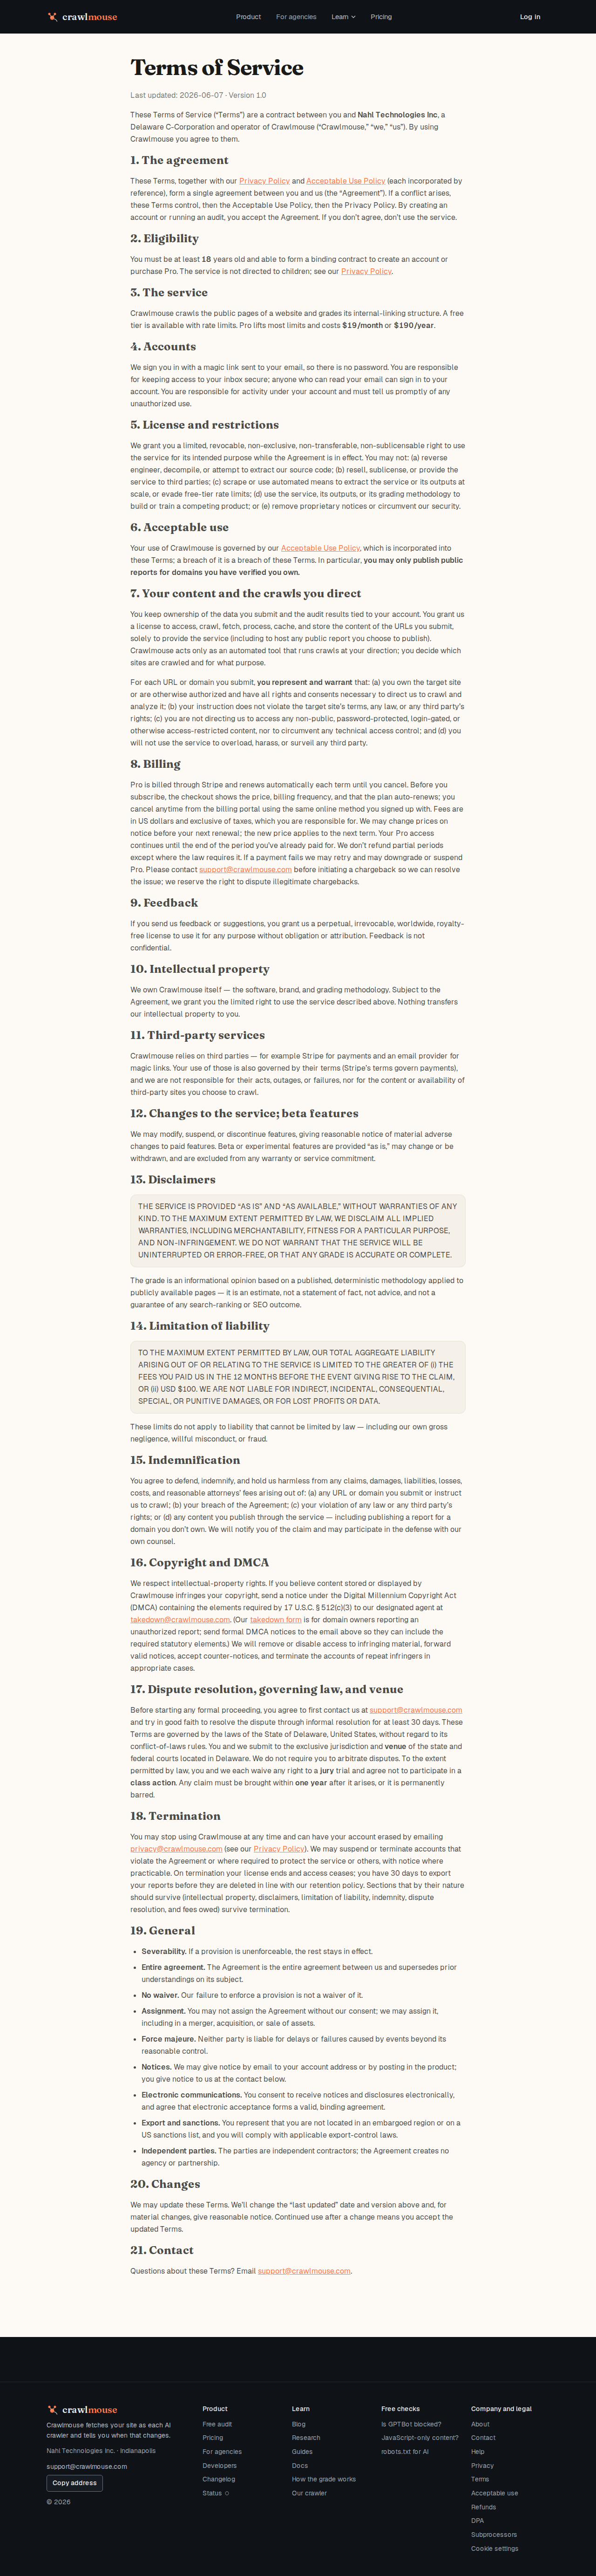 crawlmouse
Product
For agencies
Learn
Pricing
Log in
Terms of Service
Last updated: 2026-06-07 · Version 1.0
These Terms of Service (“Terms”) are a contract between you and Nahl Technologies Inc, a
Delaware C-Corporation and operator of Crawlmouse (“Crawlmouse,” “we,” “us”). By using
Crawlmouse you agree to them.
1. The agreement
These Terms, together with our Privacy Policy and Acceptable Use Policy (each incorporated by
reference), form a single agreement between you and us (the “Agreement”). If a conflict arises,
these Terms control, then the Acceptable Use Policy, then the Privacy Policy. By creating an
account or running an audit, you accept the Agreement. If you don’t agree, don’t use the service.
2. Eligibility
You must be at least 18 years old and able to form a binding contract to create an account or
purchase Pro. The service is not directed to children; see our Privacy Policy.
3. The service
Crawlmouse crawls the public pages of a website and grades its internal-linking structure. A free
tier is available with rate limits. Pro lifts most limits and costs $19/month or $190/year.
4. Accounts
We sign you in with a magic link sent to your email, so there is no password. You are responsible
for keeping access to your inbox secure; anyone who can read your email can sign in to your
account. You are responsible for activity under your account and must tell us promptly of any
unauthorized use.
5. License and restrictions
We grant you a limited, revocable, non-exclusive, non-transferable, non-sublicensable right to use
the service for its intended purpose while the Agreement is in effect. You may not: (a) reverse
engineer, decompile, or attempt to extract our source code; (b) resell, sublicense, or provide the
service to third parties; (c) scrape or use automated means to extract the service or its outputs at
scale, or evade free-tier rate limits; (d) use the service, its outputs, or its grading methodology to
build or train a competing product; or (e) remove proprietary notices or circumvent our security.
6. Acceptable use
Your use of Crawlmouse is governed by our Acceptable Use Policy, which is incorporated into
these Terms; a breach of it is a breach of these Terms. In particular, you may only publish public
reports for domains you have verified you own.
7. Your content and the crawls you direct
You keep ownership of the data you submit and the audit results tied to your account. You grant us
a license to access, crawl, fetch, process, cache, and store the content of the URLs you submit,
solely to provide the service (including to host any public report you choose to publish).
Crawlmouse acts only as an automated tool that runs crawls at your direction; you decide which
sites are crawled and for what purpose.
For each URL or domain you submit, you represent and warrant that: (a) you own the target site
or are otherwise authorized and have all rights and consents necessary to direct us to crawl and
analyze it; (b) your instruction does not violate the target site’s terms, any law, or any third party’s
rights; (c) you are not directing us to access any non-public, password-protected, login-gated, or
otherwise access-restricted content, nor to circumvent any technical access control; and (d) you
will not use the service to overload, harass, or surveil any third party.
8. Billing
Pro is billed through Stripe and renews automatically each term until you cancel. Before you
subscribe, the checkout shows the price, billing frequency, and that the plan auto-renews; you
cancel anytime from the billing portal using the same online method you signed up with. Fees are
in US dollars and exclusive of taxes, which you are responsible for. We may change prices on
notice before your next renewal; the new price applies to the next term. Your Pro access
continues until the end of the period you’ve already paid for. We don’t refund partial periods
except where the law requires it. If a payment fails we may retry and may downgrade or suspend
Pro. Please contact support@crawlmouse.com before initiating a chargeback so we can resolve
the issue; we reserve the right to dispute illegitimate chargebacks.
9. Feedback
If you send us feedback or suggestions, you grant us a perpetual, irrevocable, worldwide, royalty-
free license to use it for any purpose without obligation or attribution. Feedback is not
confidential.
10. Intellectual property
We own Crawlmouse itself — the software, brand, and grading methodology. Subject to the
Agreement, we grant you the limited right to use the service described above. Nothing transfers
our intellectual property to you.
11. Third-party services
Crawlmouse relies on third parties — for example Stripe for payments and an email provider for
magic links. Your use of those is also governed by their terms (Stripe’s terms govern payments),
and we are not responsible for their acts, outages, or failures, nor for the content or availability of
third-party sites you choose to crawl.
12. Changes to the service; beta features
We may modify, suspend, or discontinue features, giving reasonable notice of material adverse
changes to paid features. Beta or experimental features are provided “as is,” may change or be
withdrawn, and are excluded from any warranty or service commitment.
13. Disclaimers
THE SERVICE IS PROVIDED “AS IS” AND “AS AVAILABLE,” WITHOUT WARRANTIES OF ANY
KIND. TO THE MAXIMUM EXTENT PERMITTED BY LAW, WE DISCLAIM ALL IMPLIED
WARRANTIES, INCLUDING MERCHANTABILITY, FITNESS FOR A PARTICULAR PURPOSE,
AND NON-INFRINGEMENT. WE DO NOT WARRANT THAT THE SERVICE WILL BE
UNINTERRUPTED OR ERROR-FREE, OR THAT ANY GRADE IS ACCURATE OR COMPLETE.
The grade is an informational opinion based on a published, deterministic methodology applied to
publicly available pages — it is an estimate, not a statement of fact, not advice, and not a
guarantee of any search-ranking or SEO outcome.
14. Limitation of liability
TO THE MAXIMUM EXTENT PERMITTED BY LAW, OUR TOTAL AGGREGATE LIABILITY
ARISING OUT OF OR RELATING TO THE SERVICE IS LIMITED TO THE GREATER OF (i) THE
FEES YOU PAID US IN THE 12 MONTHS BEFORE THE EVENT GIVING RISE TO THE CLAIM,
OR (ii) USD $100. WE ARE NOT LIABLE FOR INDIRECT, INCIDENTAL, CONSEQUENTIAL,
SPECIAL, OR PUNITIVE DAMAGES, OR FOR LOST PROFITS OR DATA.
These limits do not apply to liability that cannot be limited by law — including our own gross
negligence, willful misconduct, or fraud.
15. Indemnification
You agree to defend, indemnify, and hold us harmless from any claims, damages, liabilities, losses,
costs, and reasonable attorneys’ fees arising out of: (a) any URL or domain you submit or instruct
us to crawl; (b) your breach of the Agreement; (c) your violation of any law or any third party’s
rights; or (d) any content you publish through the service — including publishing a report for a
domain you don’t own. We will notify you of the claim and may participate in the defense with our
own counsel.
16. Copyright and DMCA
We respect intellectual-property rights. If you believe content stored or displayed by
Crawlmouse infringes your copyright, send a notice under the Digital Millennium Copyright Act
(DMCA) containing the elements required by 17 U.S.C. § 512(c)(3) to our designated agent at
takedown@crawlmouse.com. (Our takedown form is for domain owners reporting an
unauthorized report; send formal DMCA notices to the email above so they can include the
required statutory elements.) We will remove or disable access to infringing material, forward
valid notices, accept counter-notices, and terminate the accounts of repeat infringers in
appropriate cases.
17. Dispute resolution, governing law, and venue
Before starting any formal proceeding, you agree to first contact us at support@crawlmouse.com
and try in good faith to resolve the dispute through informal resolution for at least 30 days. These
Terms are governed by the laws of the State of Delaware, United States, without regard to its
conflict-of-laws rules. You and we submit to the exclusive jurisdiction and venue of the state and
federal courts located in Delaware. We do not require you to arbitrate disputes. To the extent
permitted by law, you and we each waive any right to a jury trial and agree not to participate in a
class action. Any claim must be brought within one year after it arises, or it is permanently
barred.
18. Termination
You may stop using Crawlmouse at any time and can have your account erased by emailing
privacy@crawlmouse.com (see our Privacy Policy). We may suspend or terminate accounts that
violate the Agreement or where required to protect the service or others, with notice where
practicable. On termination your license ends and access ceases; you have 30 days to export
your reports before they are deleted in line with our retention policy. Sections that by their nature
should survive (intellectual property, disclaimers, limitation of liability, indemnity, dispute
resolution, and fees owed) survive termination.
19. General
• Severability. If a provision is unenforceable, the rest stays in effect.
• Entire agreement. The Agreement is the entire agreement between us and supersedes prior
understandings on its subject.
• No waiver. Our failure to enforce a provision is not a waiver of it.
• Assignment. You may not assign the Agreement without our consent; we may assign it,
including in a merger, acquisition, or sale of assets.
• Force majeure. Neither party is liable for delays or failures caused by events beyond its
reasonable control.
• Notices. We may give notice by email to your account address or by posting in the product;
you give notice to us at the contact below.
• Electronic communications. You consent to receive notices and disclosures electronically,
and agree that electronic acceptance forms a valid, binding agreement.
• Export and sanctions. You represent that you are not located in an embargoed region or on a
US sanctions list, and you will comply with applicable export-control laws.
• Independent parties. The parties are independent contractors; the Agreement creates no
agency or partnership.
20. Changes
We may update these Terms. We’ll change the “last updated” date and version above and, for
material changes, give reasonable notice. Continued use after a change means you accept the
updated Terms.
21. Contact
Questions about these Terms? Email support@crawlmouse.com.
crawlmouse
Crawlmouse fetches your site as each AI
crawler and tells you when that changes.
Nahl Technologies Inc. · Indianapolis
support@crawlmouse.com
Copy address
© 2026
Product
Free audit
Pricing
For agencies
Developers
Changelog
Status
Learn
Blog
Research
Guides
Docs
How the grade works
Our crawler
Free checks
Is GPTBot blocked?
JavaScript-only content?
robots.txt for AI
Company and legal
About
Contact
Help
Privacy
Terms
Acceptable use
Refunds
DPA
Subprocessors
Cookie settings